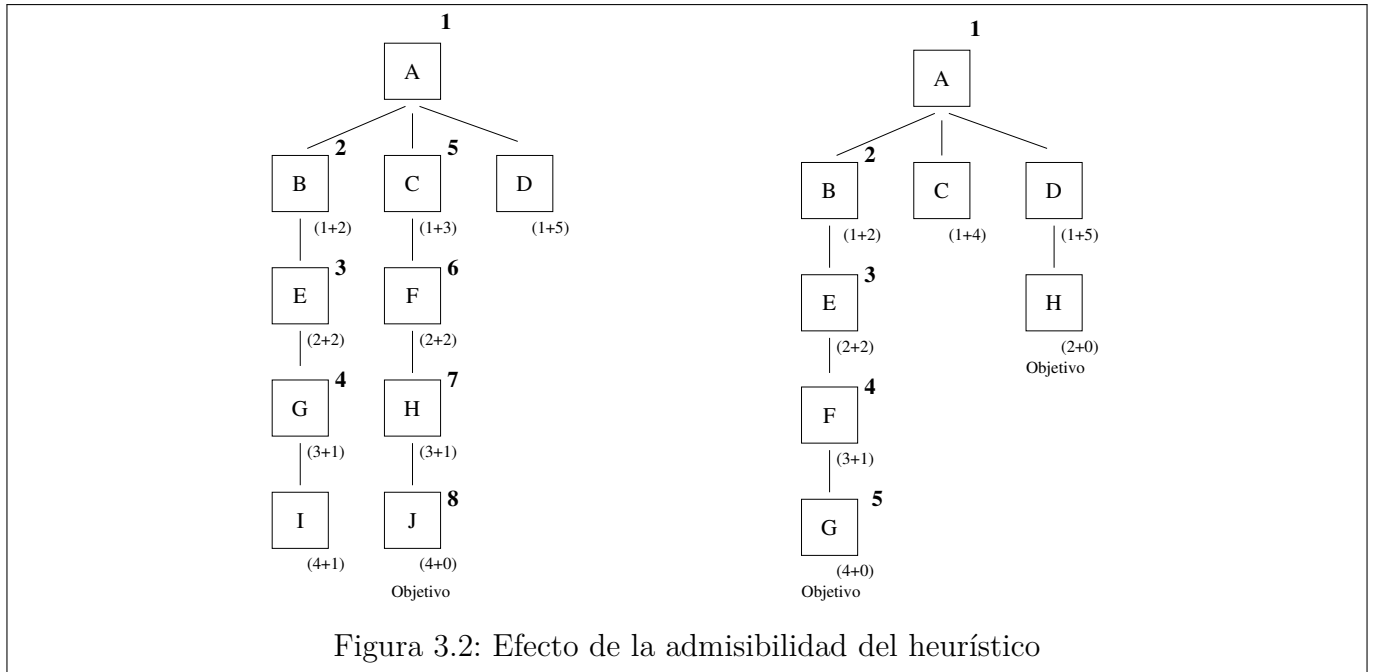 1
A
2
5
B
C
D
(1+2)
(1+3)
(1+5)
3
6
E
F
(2+2)
(2+2)
4
7
G
H
(3+1)
(3+1)
8
I
J
(4+1)
(4+0)
Objetivo
1
A
2
B
C
D
(1+2)
(1+4)
(1+5)
3
E
H
(2+2)
(2+0)
Objetivo
4
F
(3+1)
5
G
(4+0)
Objetivo
Figura 3.2: Efecto de la admisibilidad del heurístico